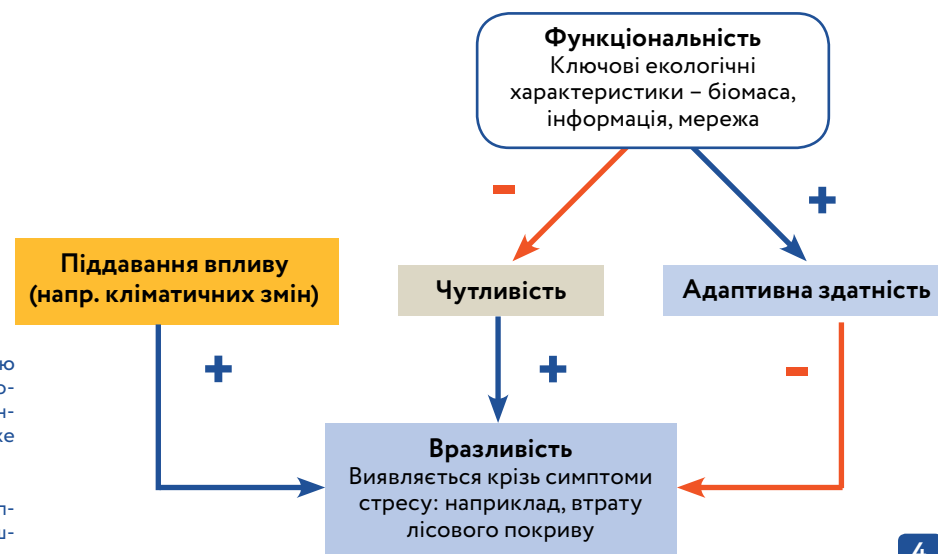 Функціональність
Ключові екологічні
характеристики – біомаса,
інформація, мережа
–
+
Піддавання впливу
(напр. кліматичних змін)
Чутливість
Адаптивна здатність
+
+
–
Вразливість
Виявляється крізь симптоми
стресу: наприклад, втрату
лісового покриву
ю
н-
ке
п-
4